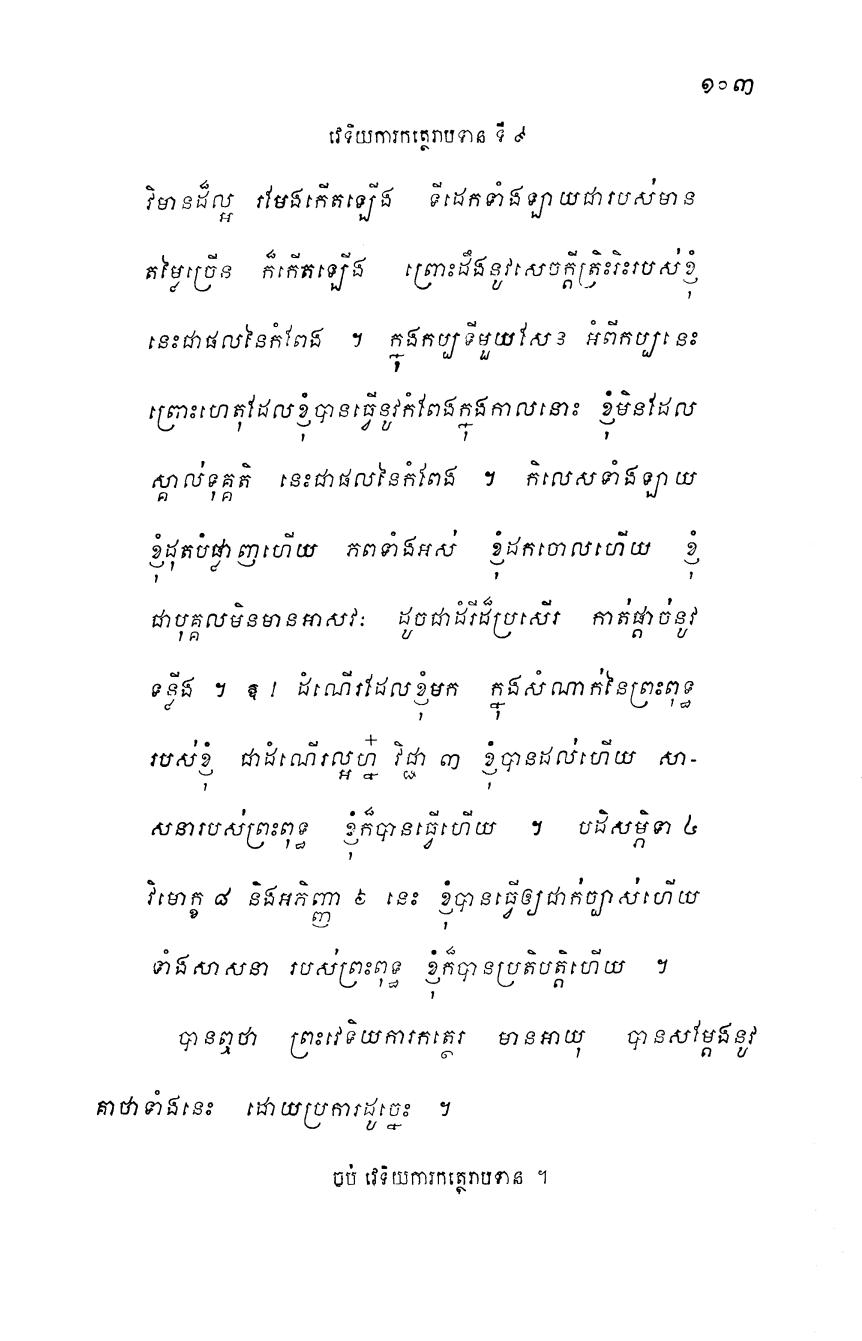 ១០៣
វេទិយការកត្ថេរាបទាន ទី ៩
វិមានដ៏ល្អ រមែងកើតឡើង ទីដេកទាំងឡាយជារបស់មាន
តម្លៃច្រើន ក៏កើតឡើង ព្រោះដឹងនូវសេចក្តីត្រិះរិះរបស់ខ្ញុំ
នេះជាផលនៃកំពែង ។ ក្នុងកប្បទីមួយសែន អំពីកប្បនេះ
ព្រោះហេតុដែលខ្ញុំបានធ្វើនូវកំពែងក្នុងកាលនោះ ខ្ញុំមិនដែល
ស្គាល់ទុគ្គតិ នេះជាផលនៃកំពែង ។ កិលេសទាំងឡាយ
ខ្ញុំដុតបំផ្លាញហើយ ភពទាំងអស់ ខ្ញុំដកចោលហើយ ខ្ញុំ
ជាបុគ្គលមិនមានអាសវៈ ដូចជាដំរីដ៏ប្រសើរ កាត់ផ្តាច់នូវ
ទន្លីង ។ ឱ ! ដំណើរដែលខ្ញុំមក ក្នុងសំណាក់នៃព្រះពុទ្ធ
របស់ខ្ញុំ ជាដំណើរល្អហ្ន៎ វិជ្ជា ៣ ខ្ញុំបានដល់ហើយ សា-
សនារបស់ព្រះពុទ្ធ ខ្ញុំក៏បានធ្វើហើយ ។ បដិសម្ភិទា ៤
វិមោក្ខ ៨ និងអភិញ្ញា ៦ នេះ ខ្ញុំបានធ្វើឲ្យជាក់ច្បាស់ហើយ
ទាំងសាសនា របស់ព្រះពុទ្ធ ខ្ញុំក៏បានប្រតិបត្តិហើយ ។
បានឮថា ព្រះវេទិយការកត្ថេរ មានអាយុ បានសម្តែងនូវ
គាថាទាំងនេះ ដោយប្រការដូច្នេះ ។
ចប់ វេទិយការកត្ថេរាបទាន ។